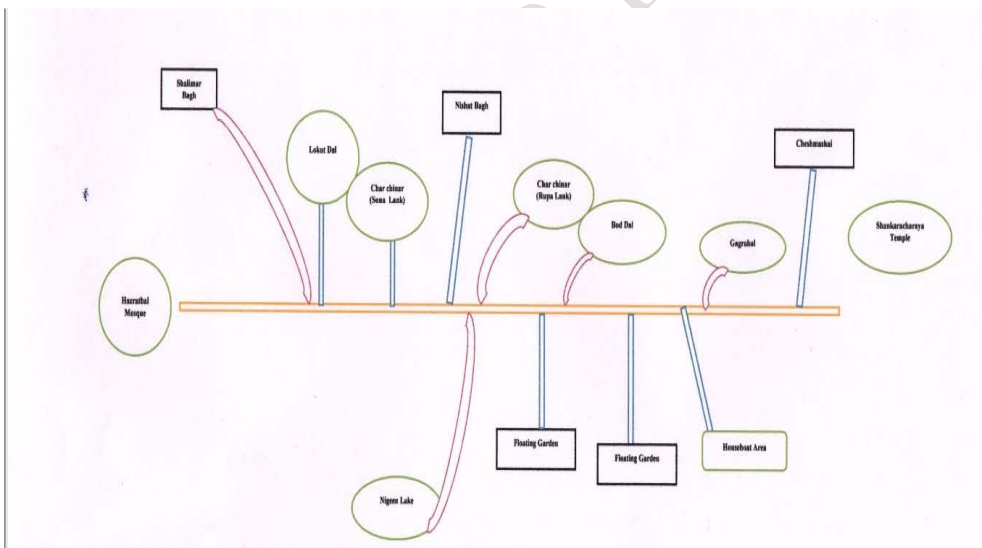 Shalimar
Bagh
Nishat Bagh
Lokut Dal
Cheshmashai
Char chinar
(Sona Lank)
Char chinar
(Rupa Lank)
Bod Dal
Gagrabal
Shankaracharaya
Temple
Hazratbal
Mosque
Floating Garden
Floating Garden
Houseboat Area
Nigeen Lake